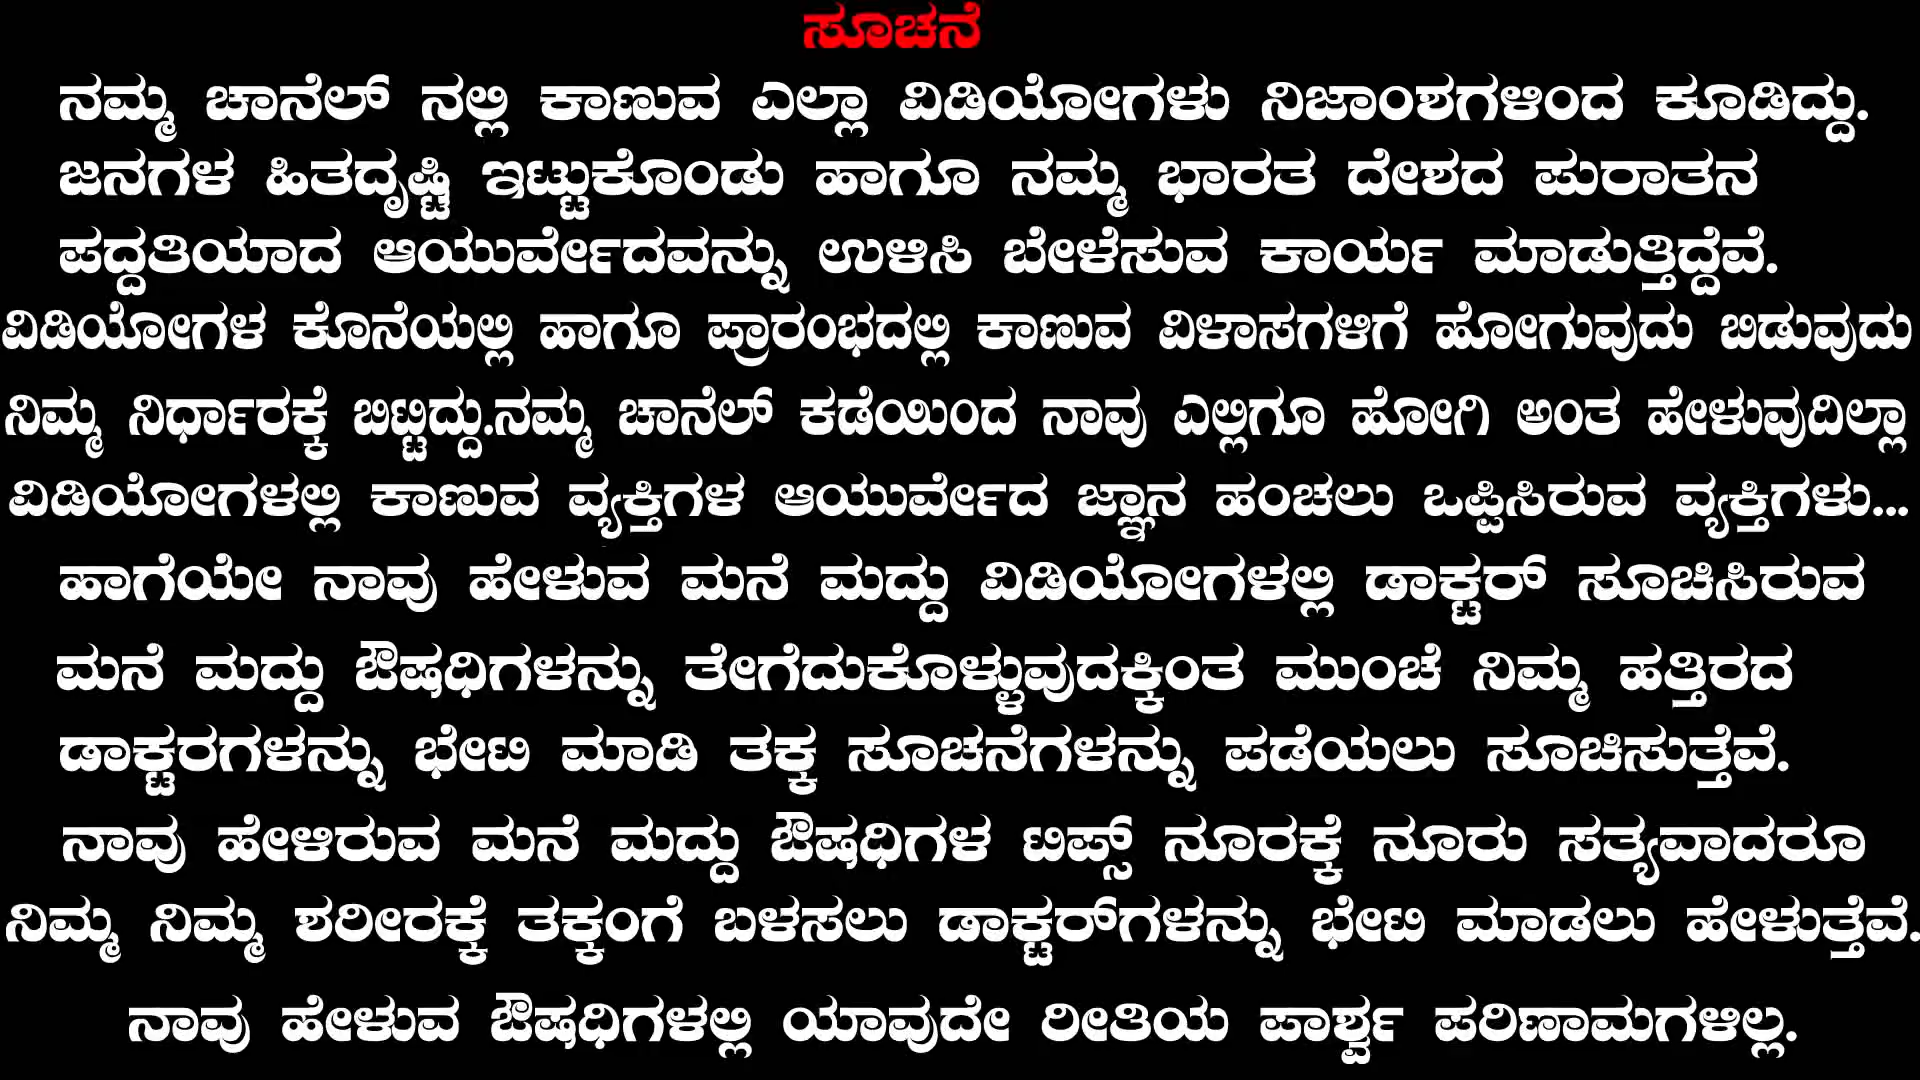 ಸೂಚನೆ
ನಮ್ಮ ಚಾನೆಲ್ ನಲ್ಲಿ ಕಾಣುವ ಎಲ್ಲಾ ವಿಡಿಯೋಗಳು ನಿಜಾಂಶಗಳಿಂದ ಕೂಡಿದ್ದು.
ಜನಗಳ ಹಿತದೃಷ್ಟಿ ಇಟ್ಟುಕೊಂಡು ಹಾಗೂ ನಮ್ಮ ಭಾರತ ದೇಶದ ಪುರಾತನ
ಪದ್ದತಿಯಾದ ಆಯುರ್ವೇದವನ್ನು ಉಳಿಸಿ ಬೇಳೆಸುವ ಕಾರ್ಯ ಮಾಡುತ್ತಿದ್ದೆವೆ.
ವಿಡಿಯೋಗಳ ಕೊನೆಯಲ್ಲಿ ಹಾಗೂ ಪ್ರಾರಂಭದಲ್ಲಿ ಕಾಣುವ ವಿಳಾಸಗಳಿಗೆ ಹೋಗುವುದು ಬಿಡುವುದು
ನಿಮ್ಮ ನಿರ್ಧಾರಕ್ಕೆ ಬಿಟ್ಟಿದ್ದು.ನಮ್ಮ ಚಾನೆಲ್ ಕಡೆಯಿಂದ ನಾವು ಎಲ್ಲಿಗೂ ಹೋಗಿ ಅಂತ ಹೇಳುವುದಿಲ್ಲಾ
ವಿಡಿಯೋಗಳಲ್ಲಿ ಕಾಣುವ ವ್ಯಕ್ತಿಗಳ ಆಯುರ್ವೇದ ಜ್ಞಾನ ಹಂಚಲು ಒಪ್ಪಿಸಿರುವ ವ್ಯಕ್ತಿಗಳು...
ಹಾಗೆಯೇ ನಾವು ಹೇಳುವ ಮನೆ ಮದ್ದು ವಿಡಿಯೋಗಳಲ್ಲಿ ಡಾಕ್ಟರ್ ಸೂಚಿಸಿರುವ
ಮನೆ ಮದ್ದು ಔಷಧಿಗಳನ್ನು ತೇಗೆದುಕೊಳ್ಳುವುದಕ್ಕಿಂತ ಮುಂಚೆ ನಿಮ್ಮ ಹತ್ತಿರದ
ಡಾಕ್ಟರಗಳನ್ನು ಭೇಟಿ ಮಾಡಿ ತಕ್ಕ ಸೂಚನೆಗಳನ್ನು ಪಡೆಯಲು ಸೂಚಿಸುತ್ತೆವೆ.
ನಾವು ಹೇಳಿರುವ ಮನೆ ಮದ್ದು ಔಷಧಿಗಳ ಟಿಪ್ಸ್ ನೂರಕ್ಕೆ ನೂರು ಸತ್ಯವಾದರೂ
ನಿಮ್ಮ ನಿಮ್ಮ ಶರೀರಕ್ಕೆ ತಕ್ಕಂಗೆ ಬಳಸಲು ಡಾಕ್ಟರ್‌ಗಳನ್ನು ಭೇಟಿ ಮಾಡಲು ಹೇಳುತ್ತೆವೆ.
ನಾವು ಹೇಳುವ ಔಷಧಿಗಳಲ್ಲಿ ಯಾವುದೇ ರೀತಿಯ ಪಾರ್ಶ್ವ ಪರಿಣಾಮಗಳಿಲ್ಲ.